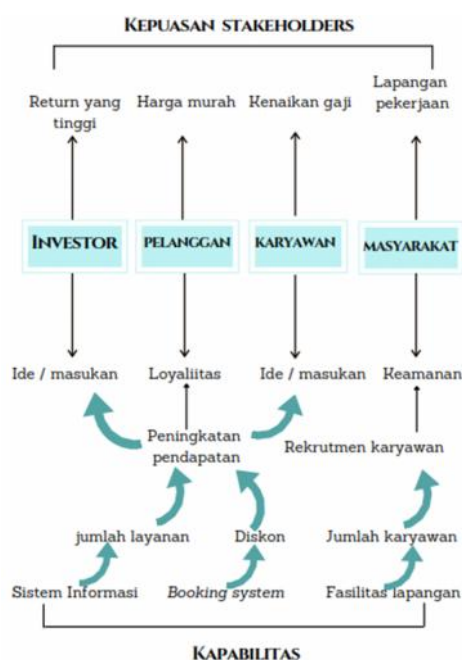 KEPUASAN STAKEHOLDERS
Return yang
tinggi
Harga murah
Kenaikan gaji
Lapangan
pekerjaan
INVESTOR
PELANGGAN
KARYAWAN
MASYARAKAT
Ide / masukan
Loyaliitas
Ide / masukan
Keamanan
Peningkatan
pendapatan
Rekrutmen karyawan
jumlah layanan
Diskon
Jumlah karyawan
Sistem Informasi
Booking system
Fasilitas lapangan
KAPABILITAS